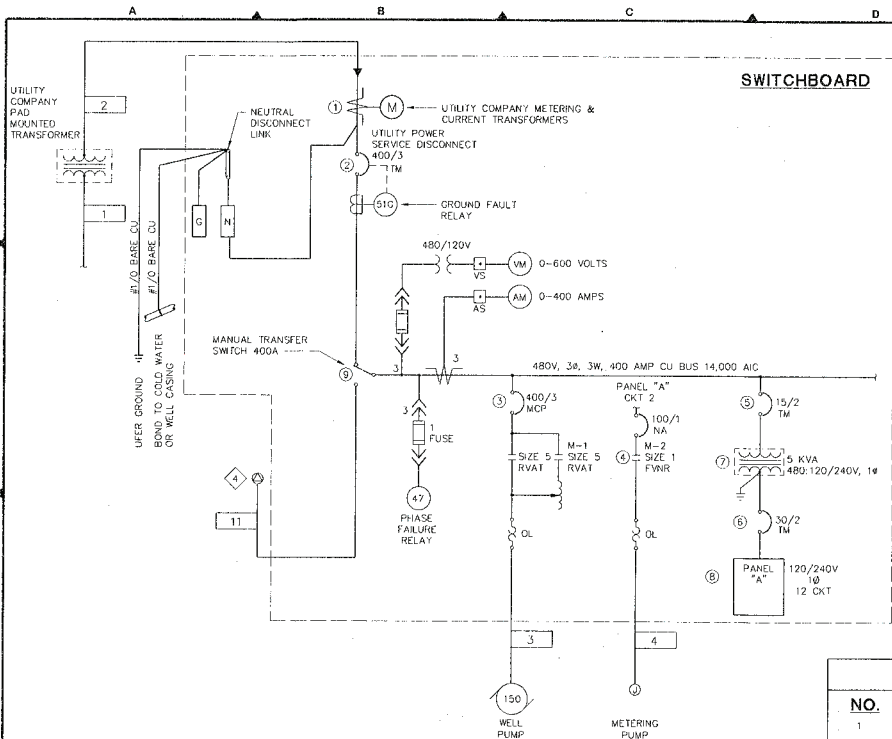 A
B
C
D
SWITCHBOARD
UTILITY
COMPANY
PAD
MOUNTED
TRANSFORMER
2
1
NEUTRAL
DISCONNECT
LINK
1
M
UTILITY COMPANY METERING &
CURRENT TRANSFORMERS
UTILITY POWER
SERVICE DISCONNECT
2
400/3
TM
51G
GROUND FAULT
RELAY
G
N
#1/0 BARE CU
#1/0 BARE CU
UFER GROUND
BOND TO COLD WATER
OR WELL CASING
480/120V
VS
VM
0-600 VOLTS
AS
AM
0-400 AMPS
MANUAL TRANSFER
SWITCH 400A
9
3
3
480V, 3Ø, 3W, 400 AMP CU BUS 14,000 AIC
3
1
FUSE
47
PHASE
FAILURE
RELAY
4
11
3
400/3
MCP
SIZE 5
RVAT
M-1
SIZE 5
RVAT
OL
3
150
WELL
PUMP
PANEL "A"
CKT 2
100/1
NA
4
M-2
SIZE 1
FVNR
OL
4
J
METERING
PUMP
5
15/2
TM
7
5 KVA
480:120/240V, 1Ø
6
30/2
TM
8
PANEL
"A"
120/240V
1Ø
12 CKT
NO.
1